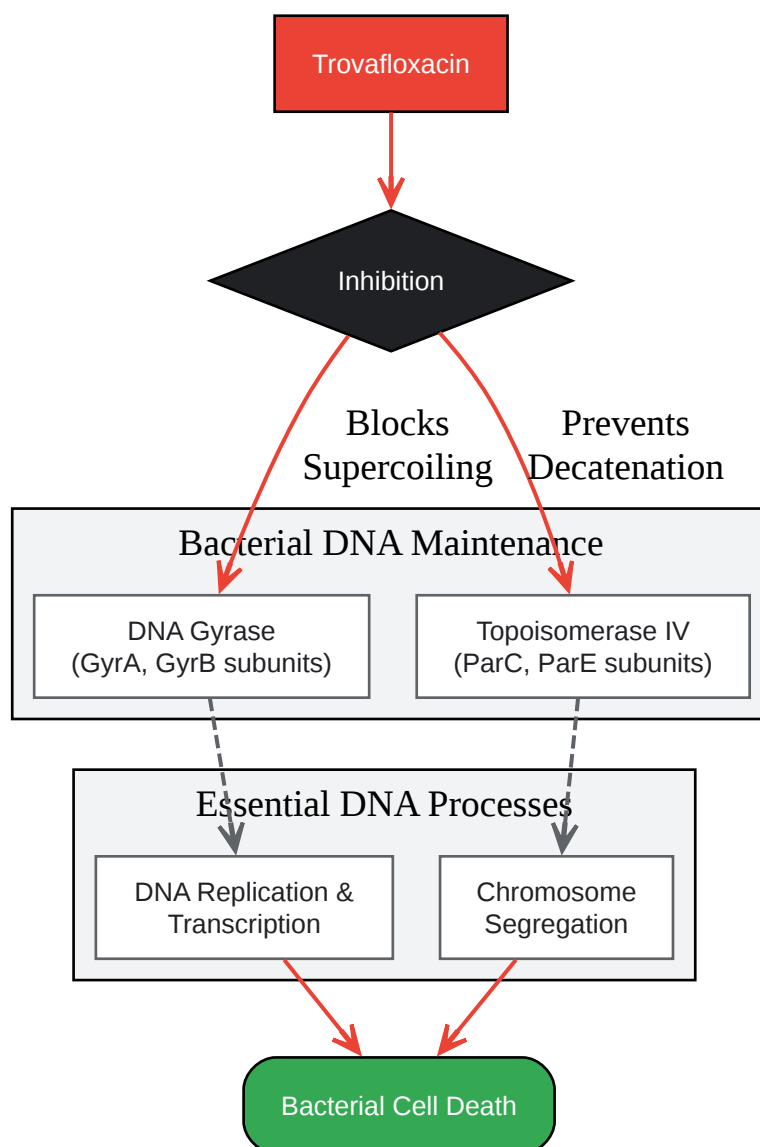 Trovafloxacin
Inhibition
Blocks
Supercoiling
Prevents
Decatenation
Bacterial DNA Maintenance
DNA Gyrase
(GyrA, GyrB subunits)
Topoisomerase IV
(ParC, ParE subunits)
Essential DNA Processes
DNA Replication &
Transcription
Chromosome
Segregation
Bacterial Cell Death